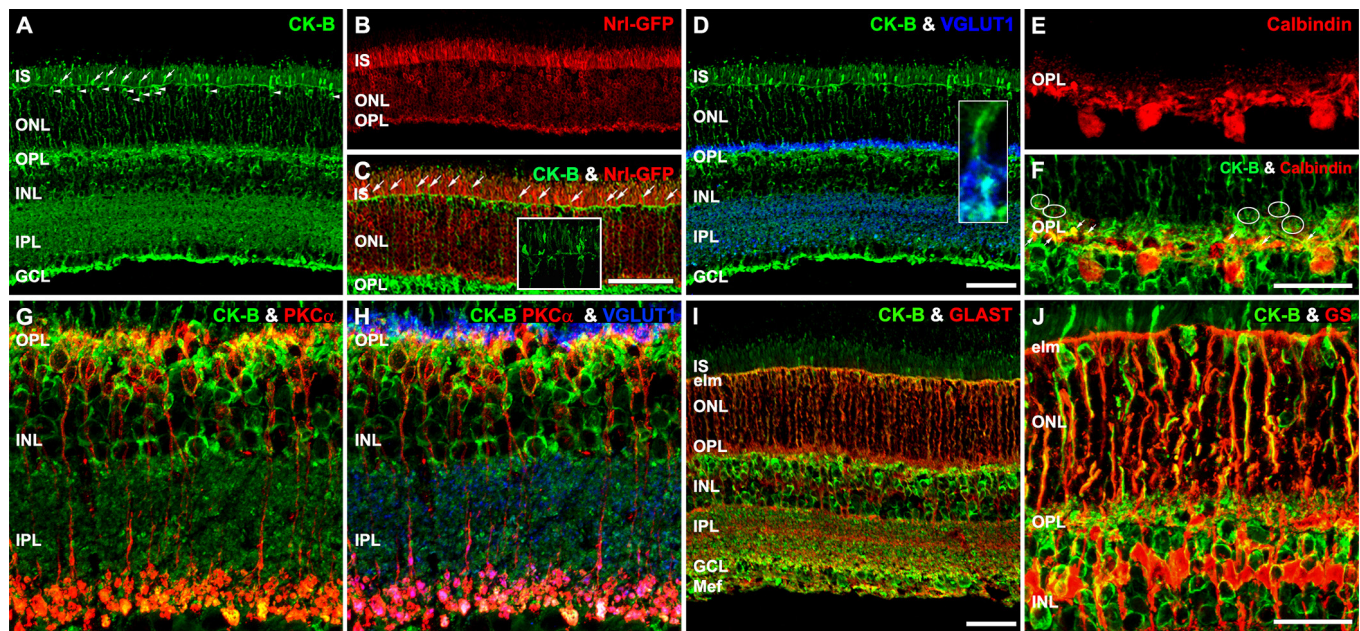 A CK-B
IS
ONL
OPL
INL
IPL
GCL
B Nrl-GFP
IS
ONL
OPL
C CK-B & Nrl-GFP
IS
ONL
OPL
D CK-B & VGLUT1
IS
ONL
OPL
INL
IPL
GCL
E Calbindin
OPL
F CK-B & Calbindin
OPL
G CK-B & PKCα
OPL
INL
IPL
H CK-B PKCα & VGLUT1
OPL
INL
IPL
I CK-B & GLAST
IS
elm
ONL
OPL
INL
IPL
GCL
Mef
J CK-B & GS
elm
ONL
OPL
INL